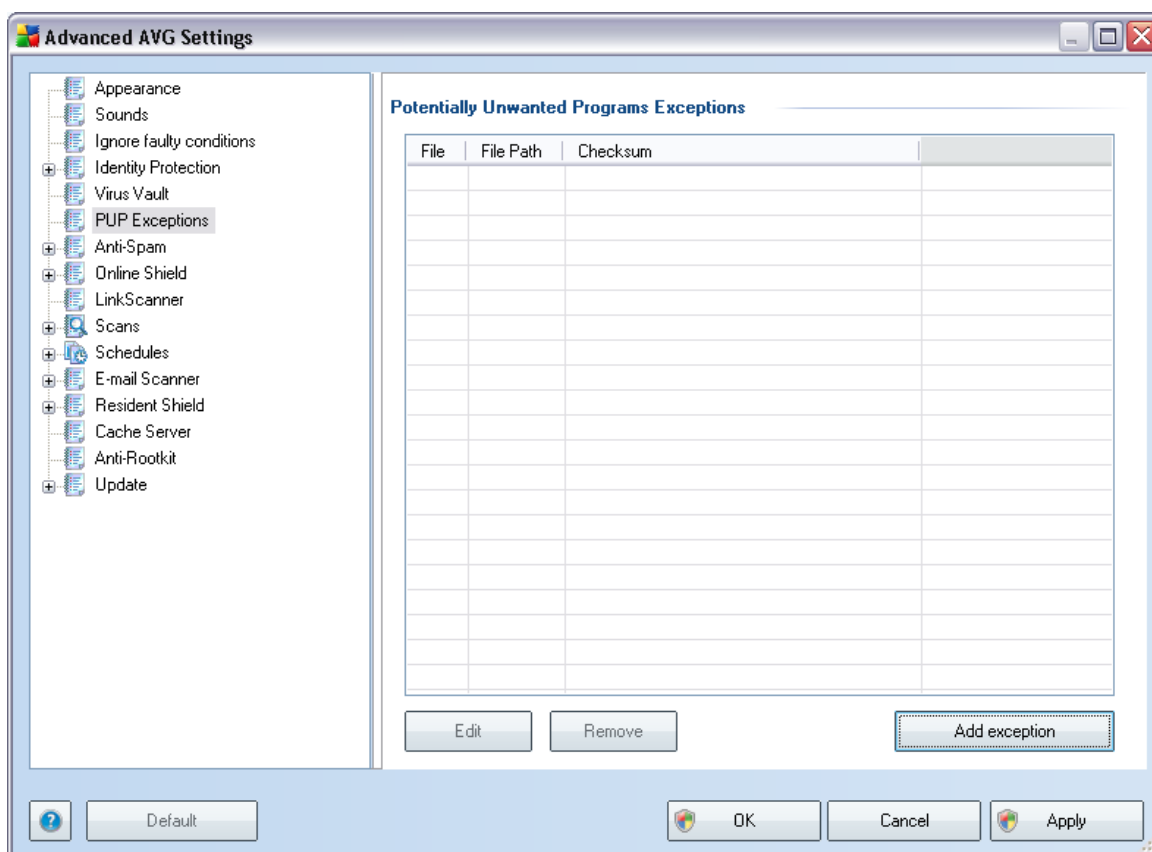 Advanced AVG Settings
Appearance
Sounds
Ignore faulty conditions
Identity Protection
Virus Vault
PUP Exceptions
Anti-Spam
Online Shield
LinkScanner
Scans
Schedules
E-mail Scanner
Resident Shield
Cache Server
Anti-Rootkit
Update
Potentially Unwanted Programs Exceptions
File File Path Checksum
Edit Remove Add exception
? Default OK Cancel Apply